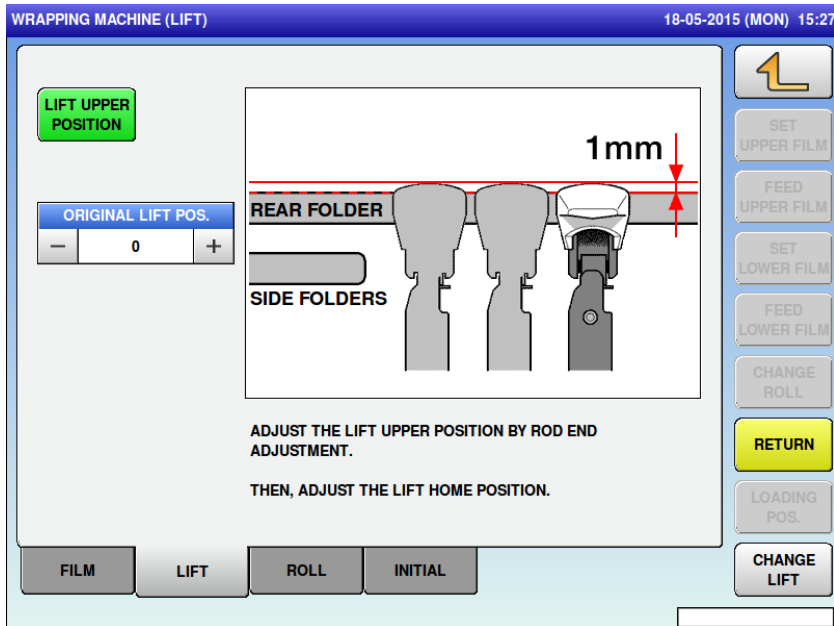 WRAPPING MACHINE (LIFT)
18-05-2015 (MON) 15:27
LIFT UPPER
POSITION
ORIGINAL LIFT POS.
− 0 +
1mm
REAR FOLDER
SIDE FOLDERS
ADJUST THE LIFT UPPER POSITION BY ROD END
ADJUSTMENT.
THEN, ADJUST THE LIFT HOME POSITION.
SET
UPPER FILM
FEED
UPPER FILM
SET
LOWER FILM
FEED
LOWER FILM
CHANGE
ROLL
RETURN
LOADING
POS.
CHANGE
LIFT
FILM
LIFT
ROLL
INITIAL